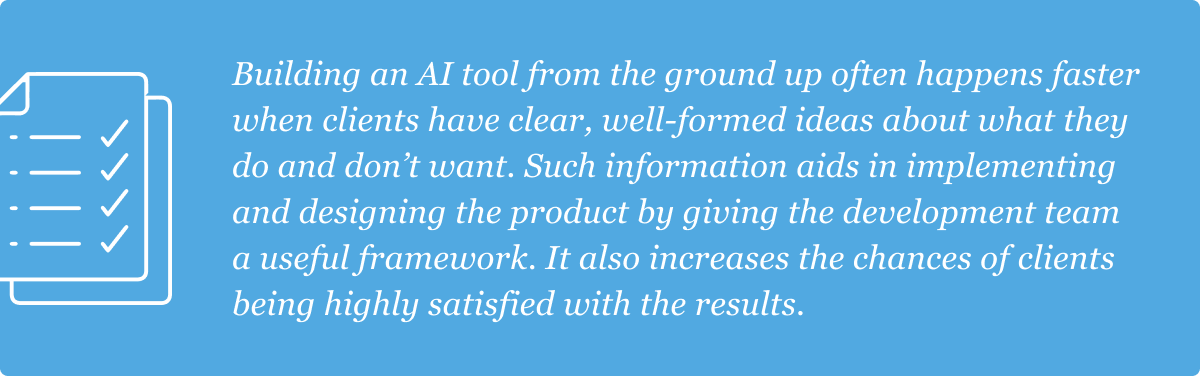 Building an AI tool from the ground up often happens faster
when clients have clear, well-formed ideas about what they
do and don’t want. Such information aids in implementing
and designing the product by giving the development team
a useful framework. It also increases the chances of clients
being highly satisfied with the results.